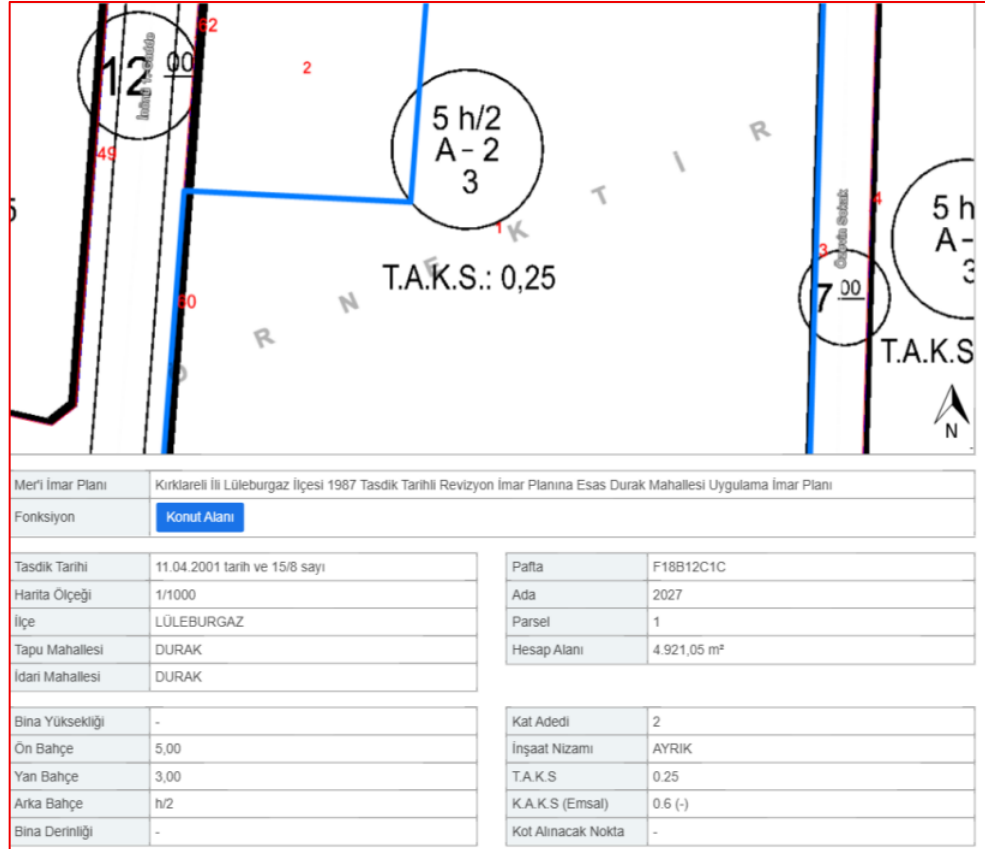 62
2
12 00
İnönü 1. Cadde
49
5 h/2
A - 2
3
Ö R N E K T İ R
4
5 h
A -
3
1
3
60
T.A.K.S.: 0,25
7 00
T.A.K.S
N
Mer'i İmar Planı Kırklareli İli Lüleburgaz İlçesi 1987 Tasdik Tarihli Revizyon İmar Planına Esas Durak Mahallesi Uygulama İmar Planı
Fonksiyon Konut Alanı
Tasdik Tarihi 11.04.2001 tarih ve 15/8 sayı
Harita Ölçeği 1/1000
İlçe LÜLEBURGAZ
Tapu Mahallesi DURAK
İdari Mahallesi DURAK
Pafta F18B12C1C
Ada 2027
Parsel 1
Hesap Alanı 4.921,05 m²
Bina Yüksekliği -
Ön Bahçe 5,00
Yan Bahçe 3,00
Arka Bahçe h/2
Bina Derinliği -
Kat Adedi 2
İnşaat Nizamı AYRIK
T.A.K.S 0.25
K.A.K.S (Emsal) 0.6 (-)
Kot Alınacak Nokta -